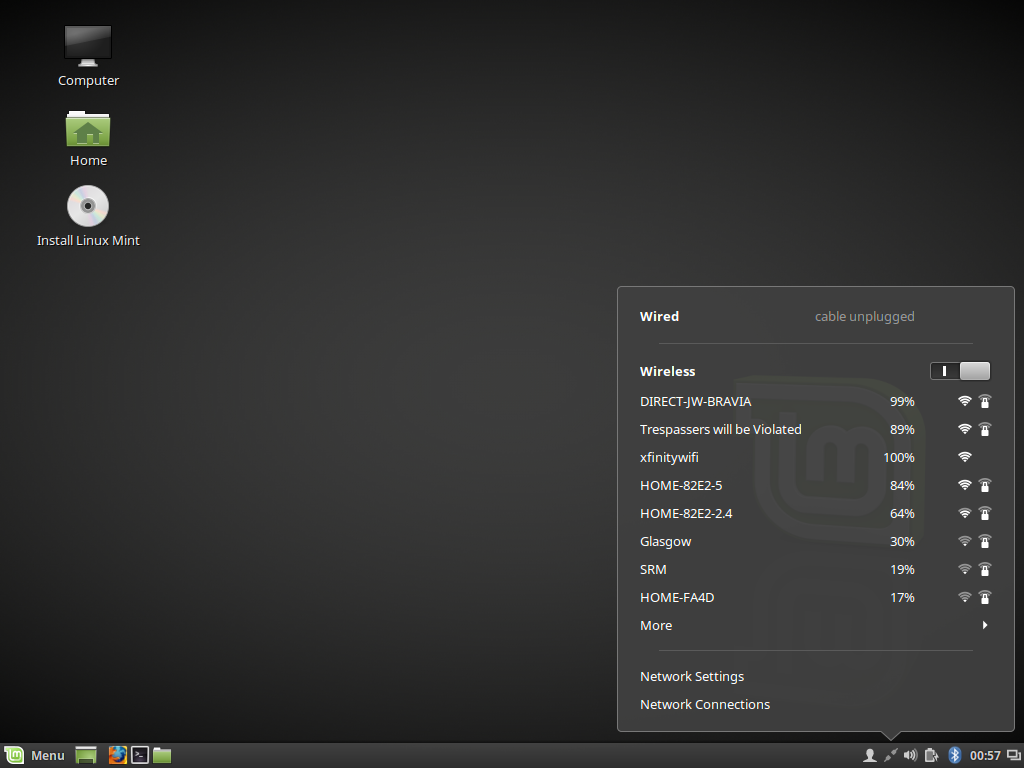 Computer
Home
Install Linux Mint
Wired cable unplugged
Wireless
DIRECT-JW-BRAVIA 99%
Trespassers will be Violated 89%
xfinitywifi 100%
HOME-82E2-5 84%
HOME-82E2-2.4 64%
Glasgow 30%
SRM 19%
HOME-FA4D 17%
More
Network Settings
Network Connections
Menu 00:57